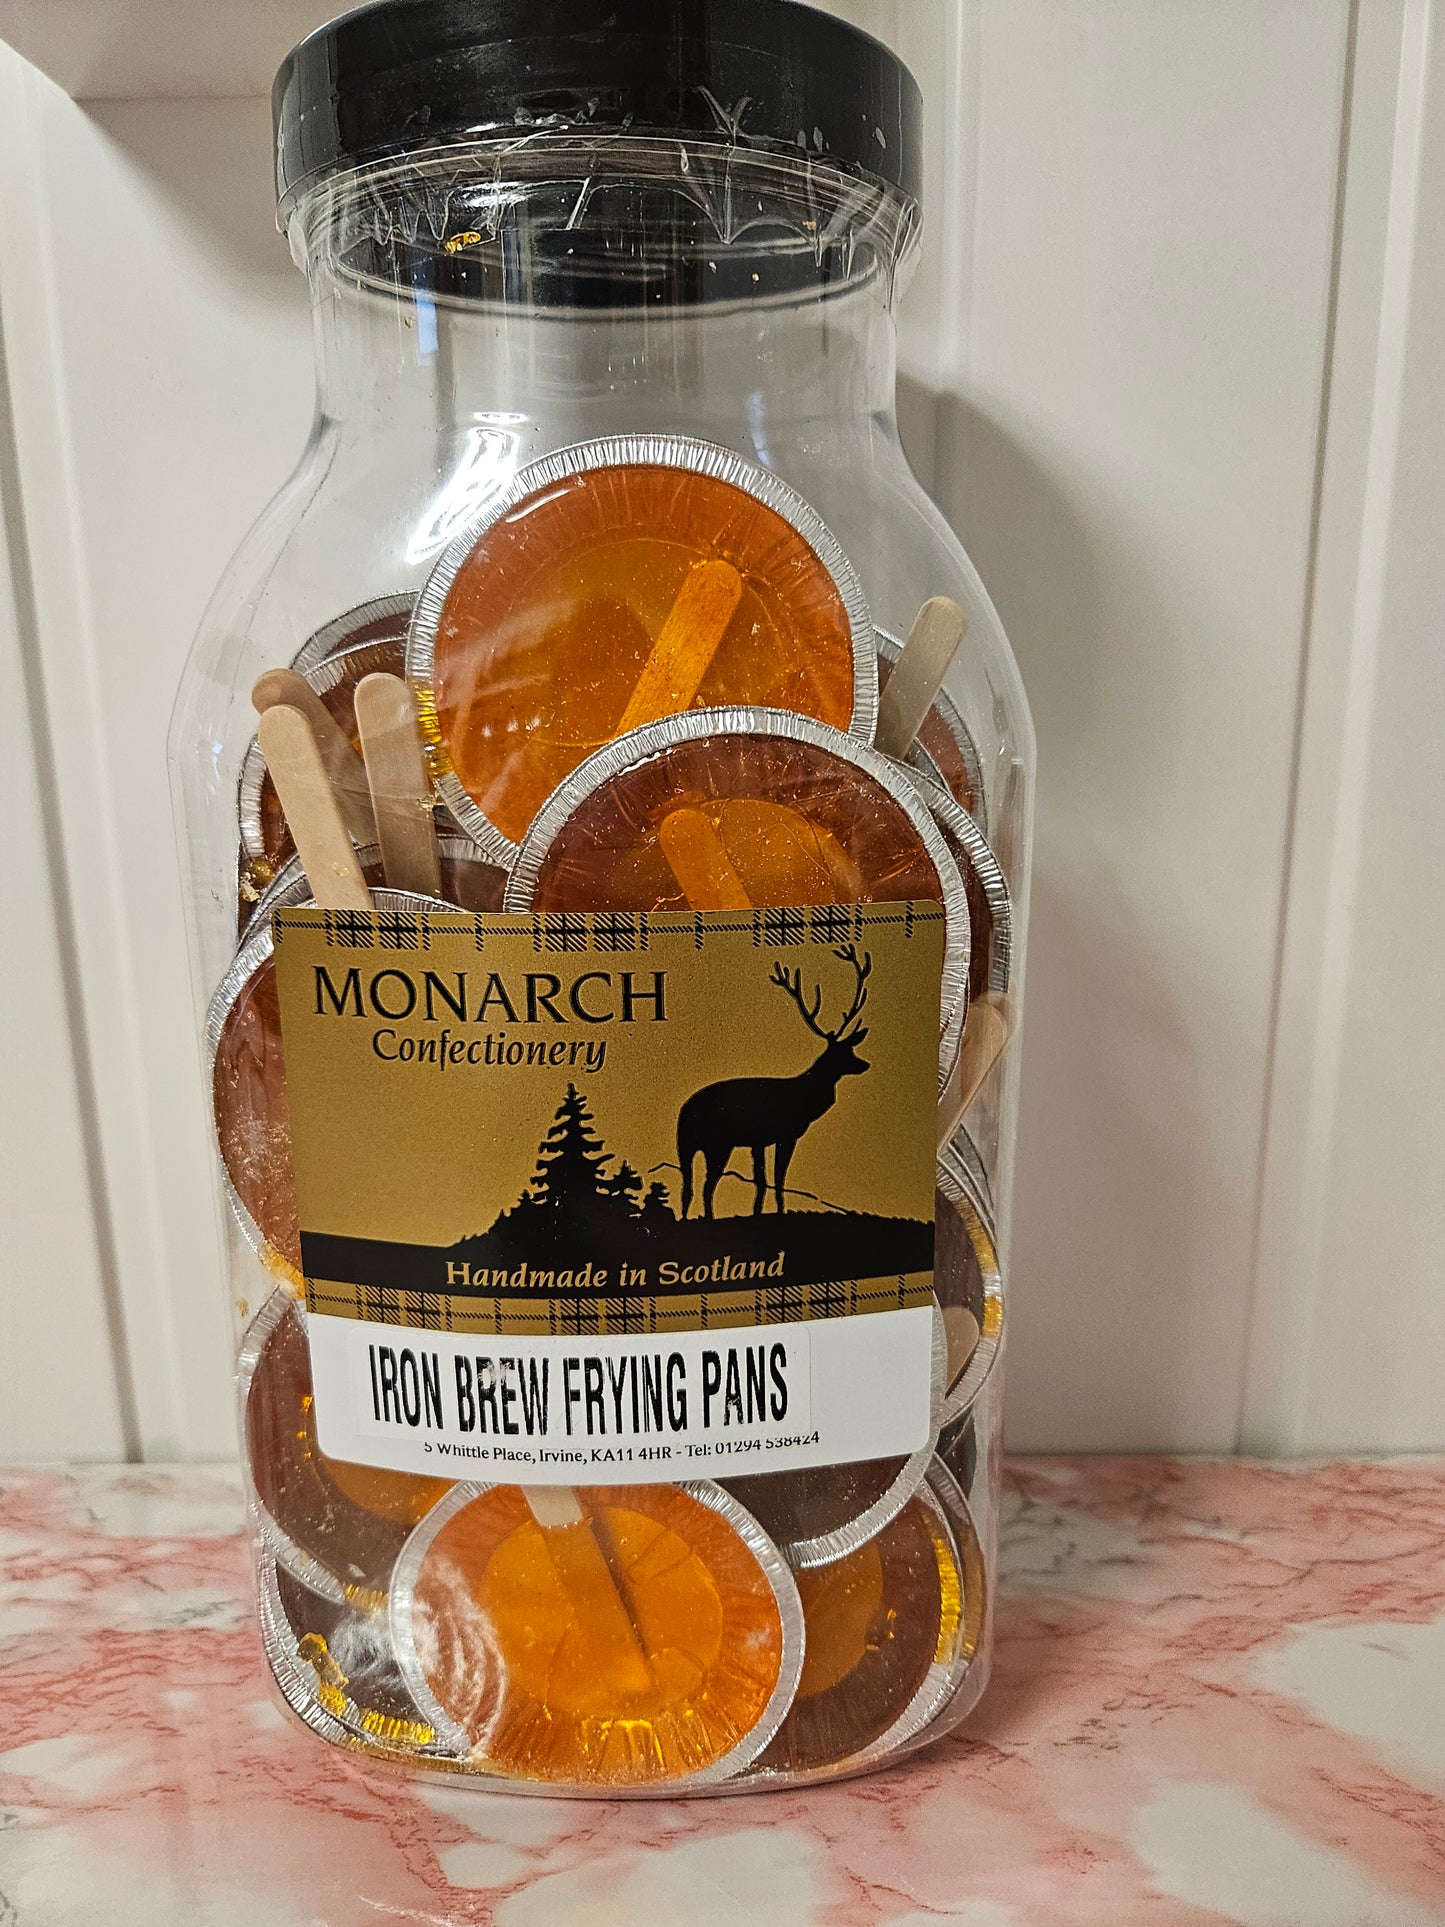 MONARCH
Confectionery
Handmade in Scotland
IRON BREW FRYING PANS
5 Whittle Place, Irvine, KA11 4HR - Tel: 01294 538424